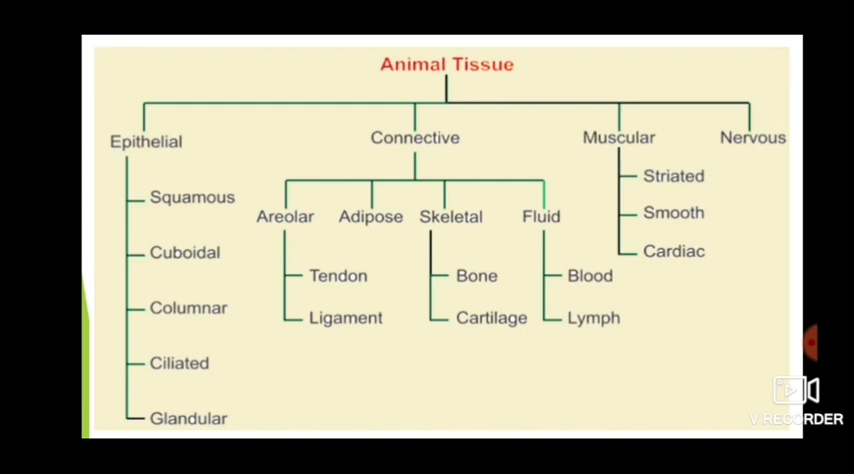 Animal Tissue
Epithelial
Connective
Muscular
Nervous
Squamous
Cuboidal
Columnar
Ciliated
Glandular
Areolar
Adipose
Skeletal
Fluid
Tendon
Ligament
Bone
Cartilage
Blood
Lymph
Striated
Smooth
Cardiac
V RECORDER